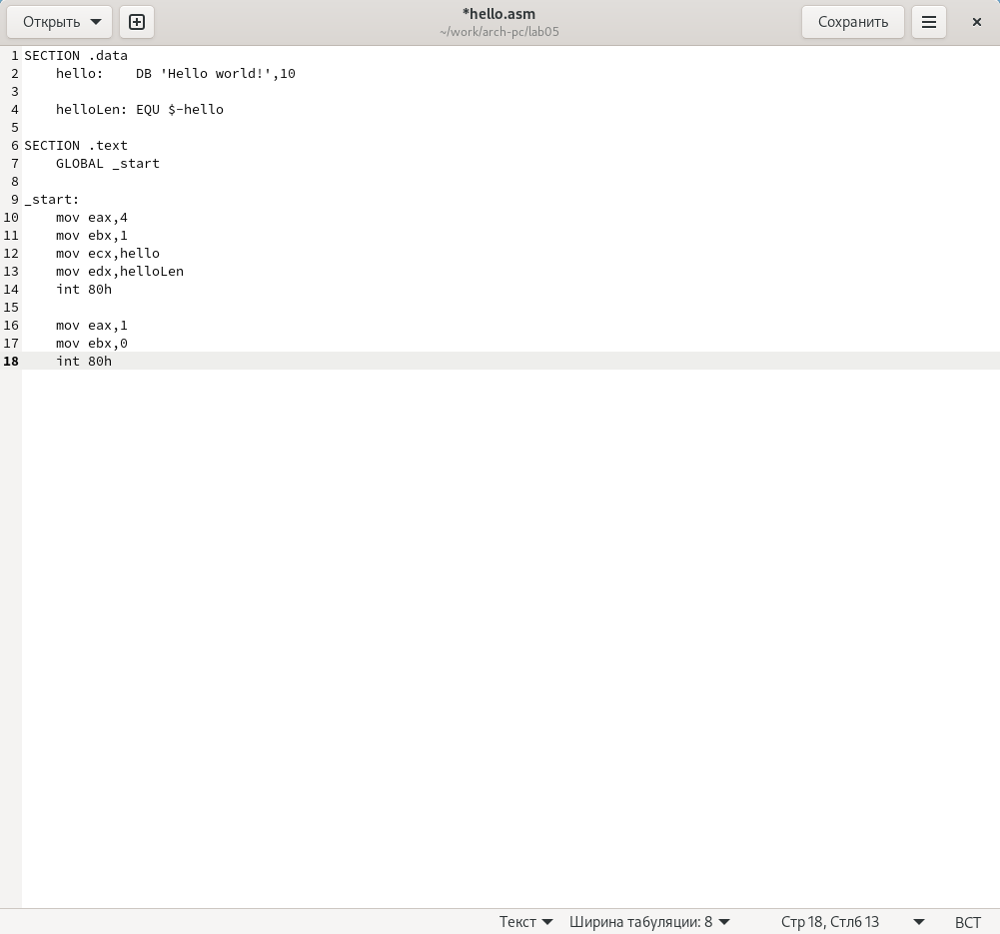 Открыть
*hello.asm
~/work/arch-pc/lab05
Сохранить
1 SECTION .data
2     hello:    DB 'Hello world!',10
3
4     helloLen: EQU $-hello
5
6 SECTION .text
7     GLOBAL _start
8
9 _start:
10     mov eax,4
11     mov ebx,1
12     mov ecx,hello
13     mov edx,helloLen
14     int 80h
15
16     mov eax,1
17     mov ebx,0
18     int 80h
Текст Ширина табуляции: 8 Стр 18, Стлб 13 ВСТ